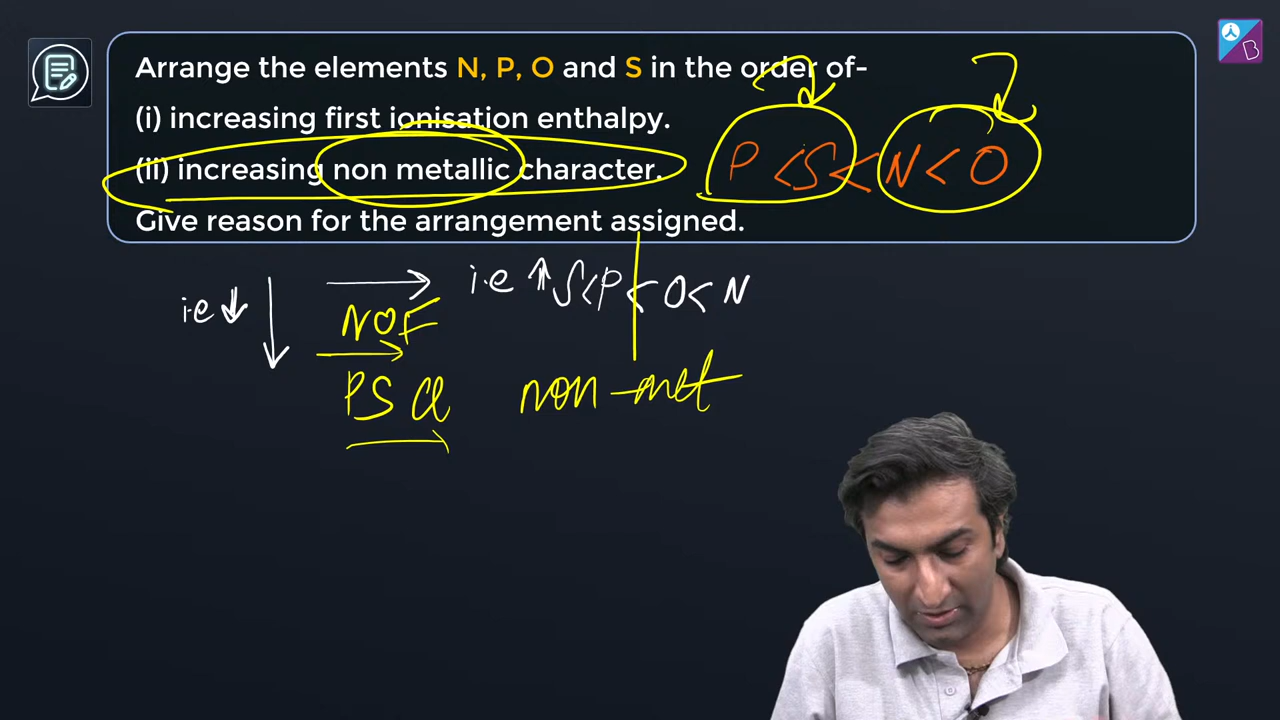 Arrange the elements N, P, O and S in the order of-
(i) increasing first ionisation enthalpy.
(ii) increasing non metallic character.
P < S < N < O
Give reason for the arrangement assigned.
i.e ↓
i.e ↑ S < P < O < N
N O F
P S Cl
non-met
B